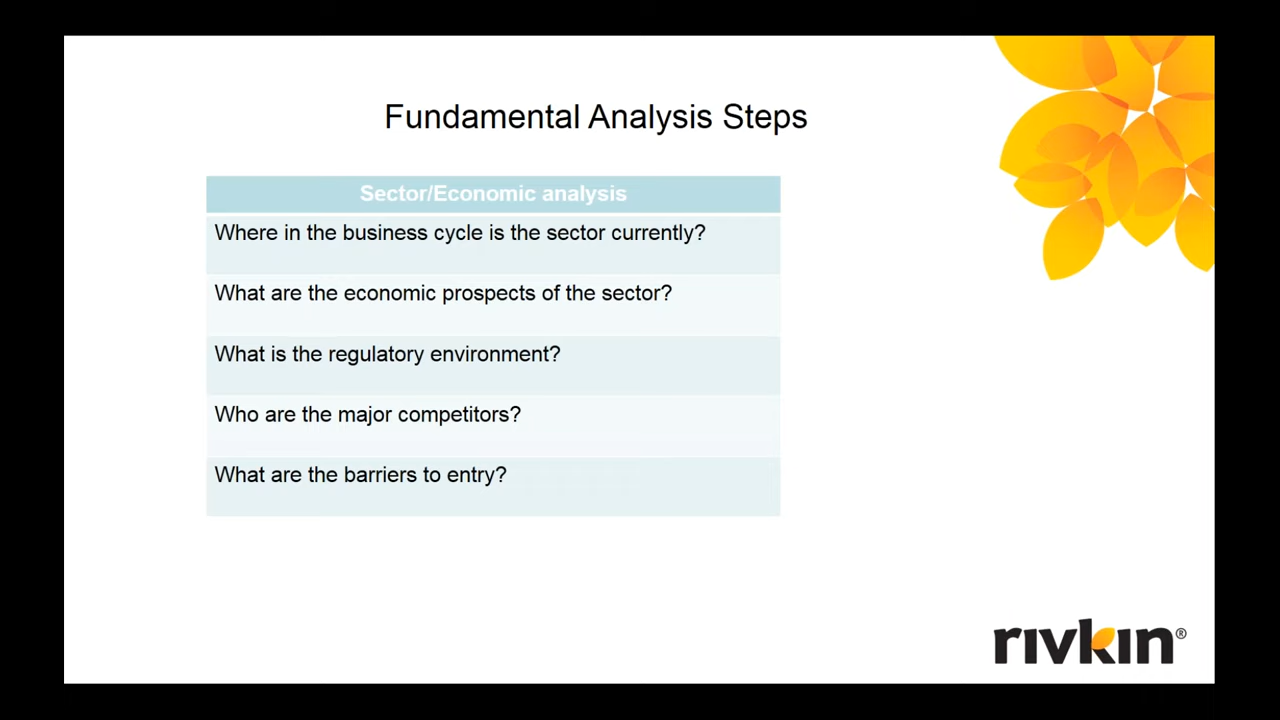 Fundamental Analysis Steps
Sector/Economic analysis
Where in the business cycle is the sector currently?
What are the economic prospects of the sector?
What is the regulatory environment?
Who are the major competitors?
What are the barriers to entry?
rivkin®